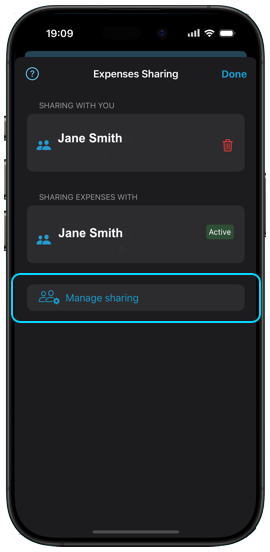 19:09
? Expenses Sharing Done
SHARING WITH YOU
Jane Smith
SHARING EXPENSES WITH
Jane Smith Active
Manage sharing